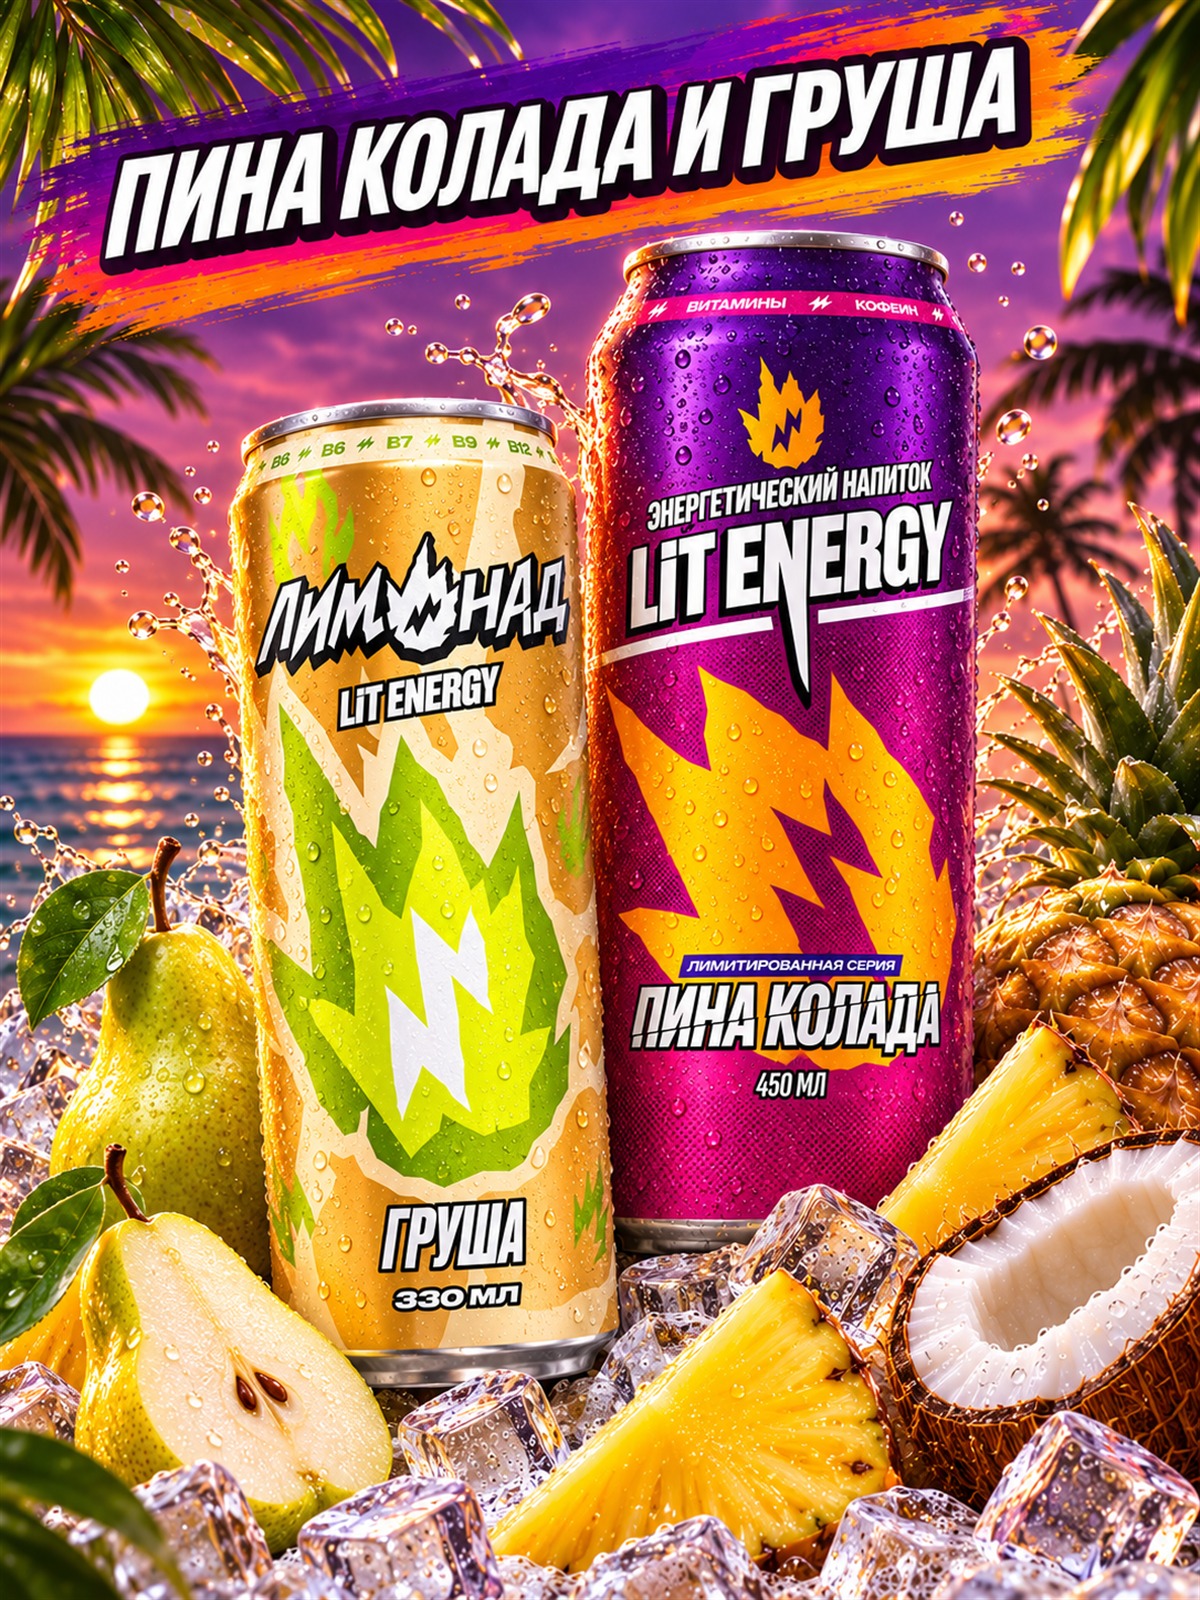 ПИНА КОЛАДА И ГРУША
ВИТАМИНЫ КОФЕИН
ЭНЕРГЕТИЧЕСКИЙ НАПИТОК
LiT ENERGY
ЛИМИТИРОВАННАЯ СЕРИЯ
ПИНА КОЛАДА
450 МЛ
B6 B6 B7 B9 B12
ЛИМОНАД
LiT ENERGY
ГРУША
330 МЛ